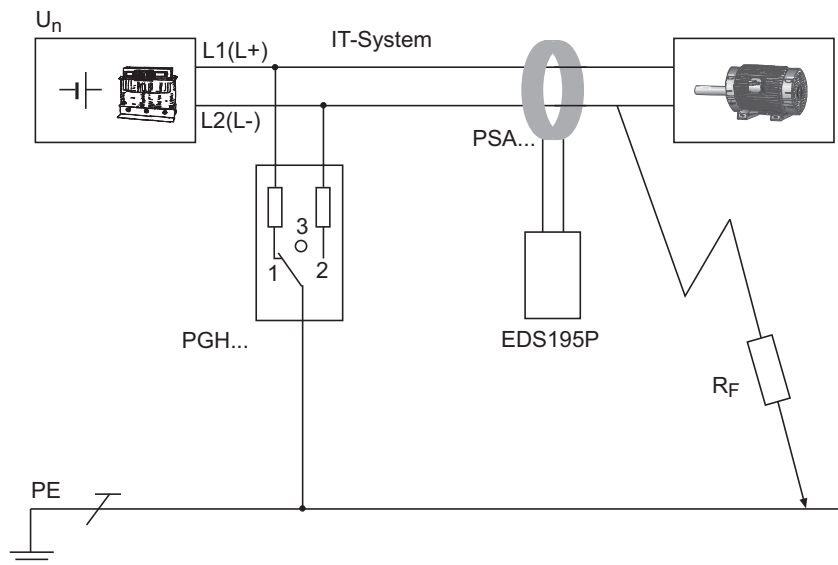 Un
L1(L+)
IT-System
L2(L-)
PSA...
3
1
2
PGH...
EDS195P
RF
PE